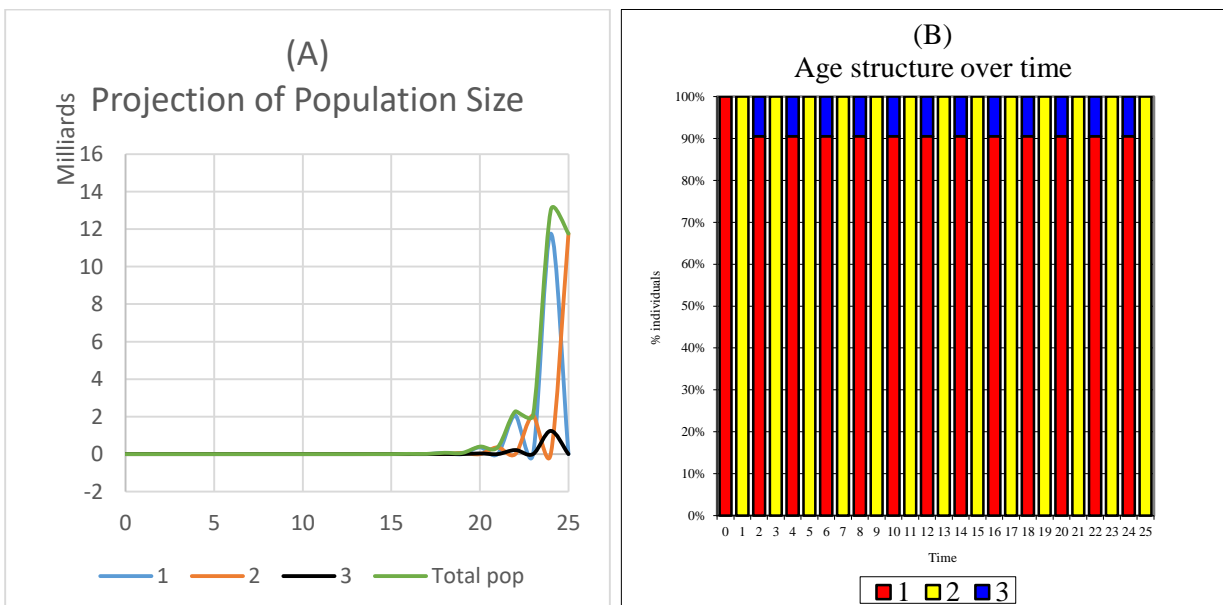 (A)
Projection of Population Size
Milliards
16
14
12
10
8
6
4
2
0
-2
0 5 10 15 20 25
1 2 3 Total pop
(B)
Age structure over time
100%
90%
80%
70%
60%
50%
40%
30%
20%
10%
0%
% individuals
0 1 2 3 4 5 6 7 8 9 10 11 12 13 14 15 16 17 18 19 20 21 22 23 24 25
Time
1 2 3